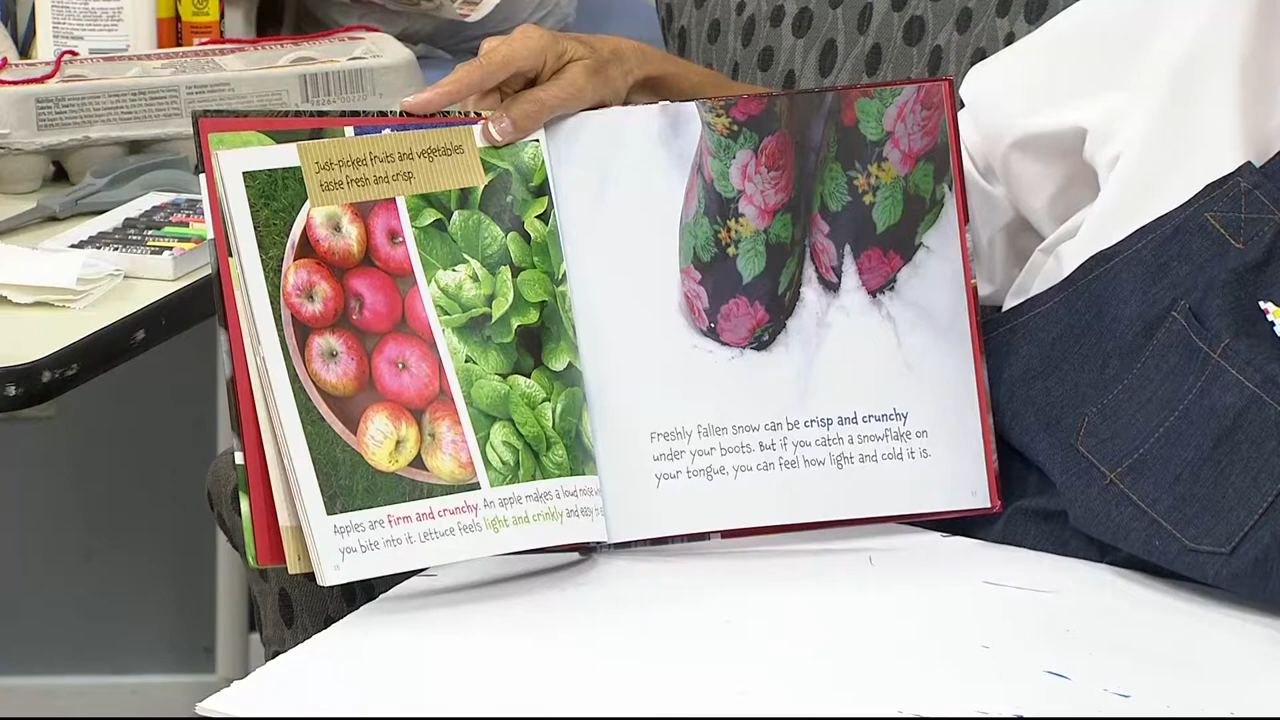 Just-picked fruits and vegetables
taste fresh and crisp.
Apples are firm and crunchy. An apple makes a loud noise
you bite into it. Lettuce feels light and crinkly and easy
Freshly fallen snow can be crisp and crunchy
under your boots. But if you catch a snowflake on
your tongue, you can feel how light and cold it is.